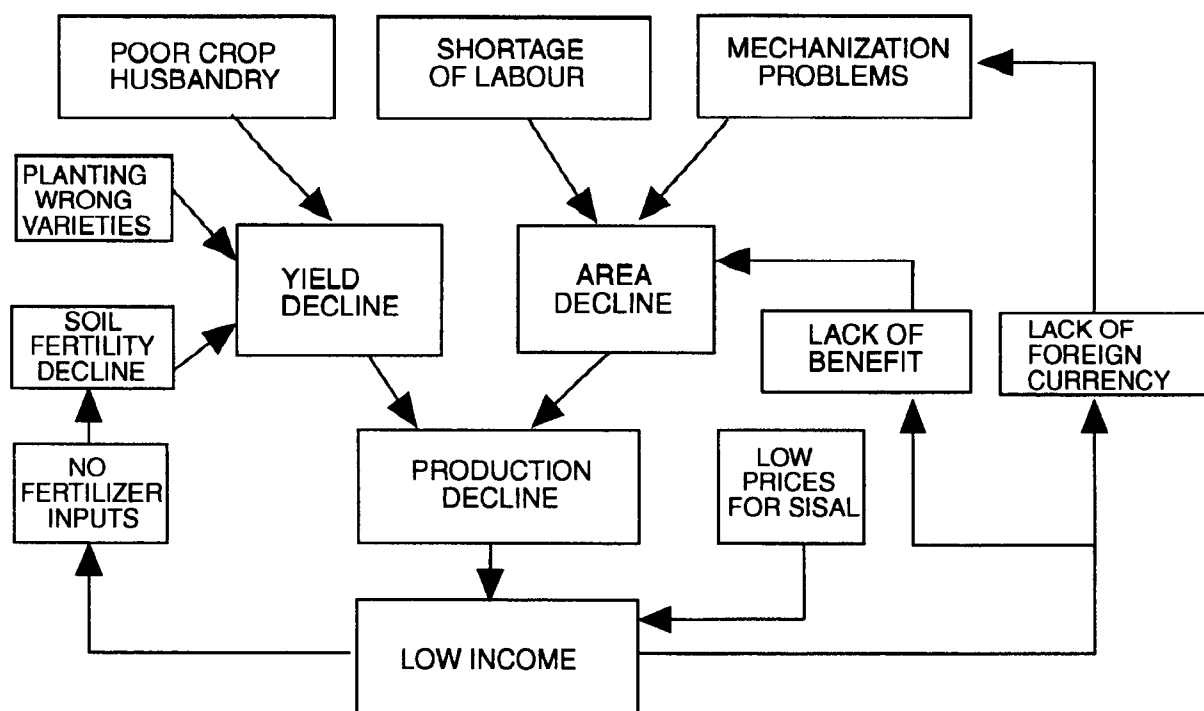 POOR CROP
HUSBANDRY
SHORTAGE
OF LABOUR
MECHANIZATION
PROBLEMS
PLANTING
WRONG
VARIETIES
YIELD
DECLINE
AREA
DECLINE
SOIL
FERTILITY
DECLINE
LACK OF
BENEFIT
LACK OF
FOREIGN
CURRENCY
NO
FERTILIZER
INPUTS
PRODUCTION
DECLINE
LOW
PRICES
FOR SISAL
LOW INCOME